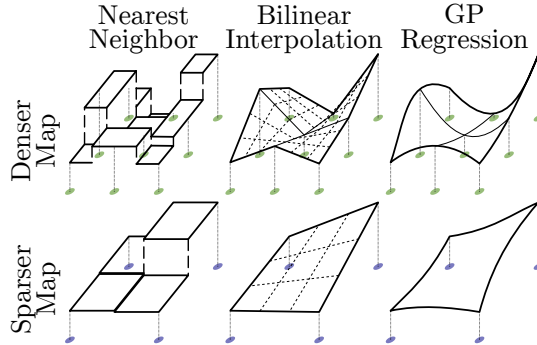 Nearest
Neighbor
Bilinear
Interpolation
GP
Regression
Denser
Map
Sparser
Map